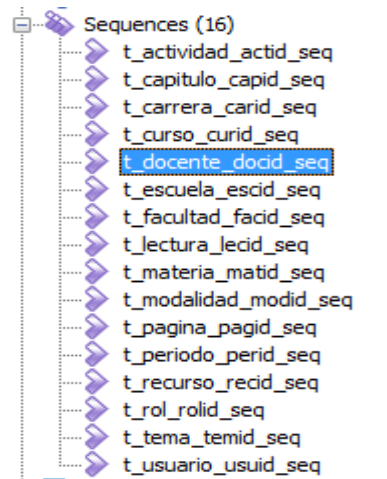 Sequences (16)
t_actividad_actid_seq
t_capitulo_capid_seq
t_carrera_carid_seq
t_curso_curid_seq
t_docente_docid_seq
t_escuela_escid_seq
t_facultad_facid_seq
t_lectura_lecid_seq
t_materia_matid_seq
t_modalidad_modid_seq
t_pagina_pagid_seq
t_periodo_perid_seq
t_recurso_recid_seq
t_rol_rolid_seq
t_tema_temid_seq
t_usuario_usuid_seq